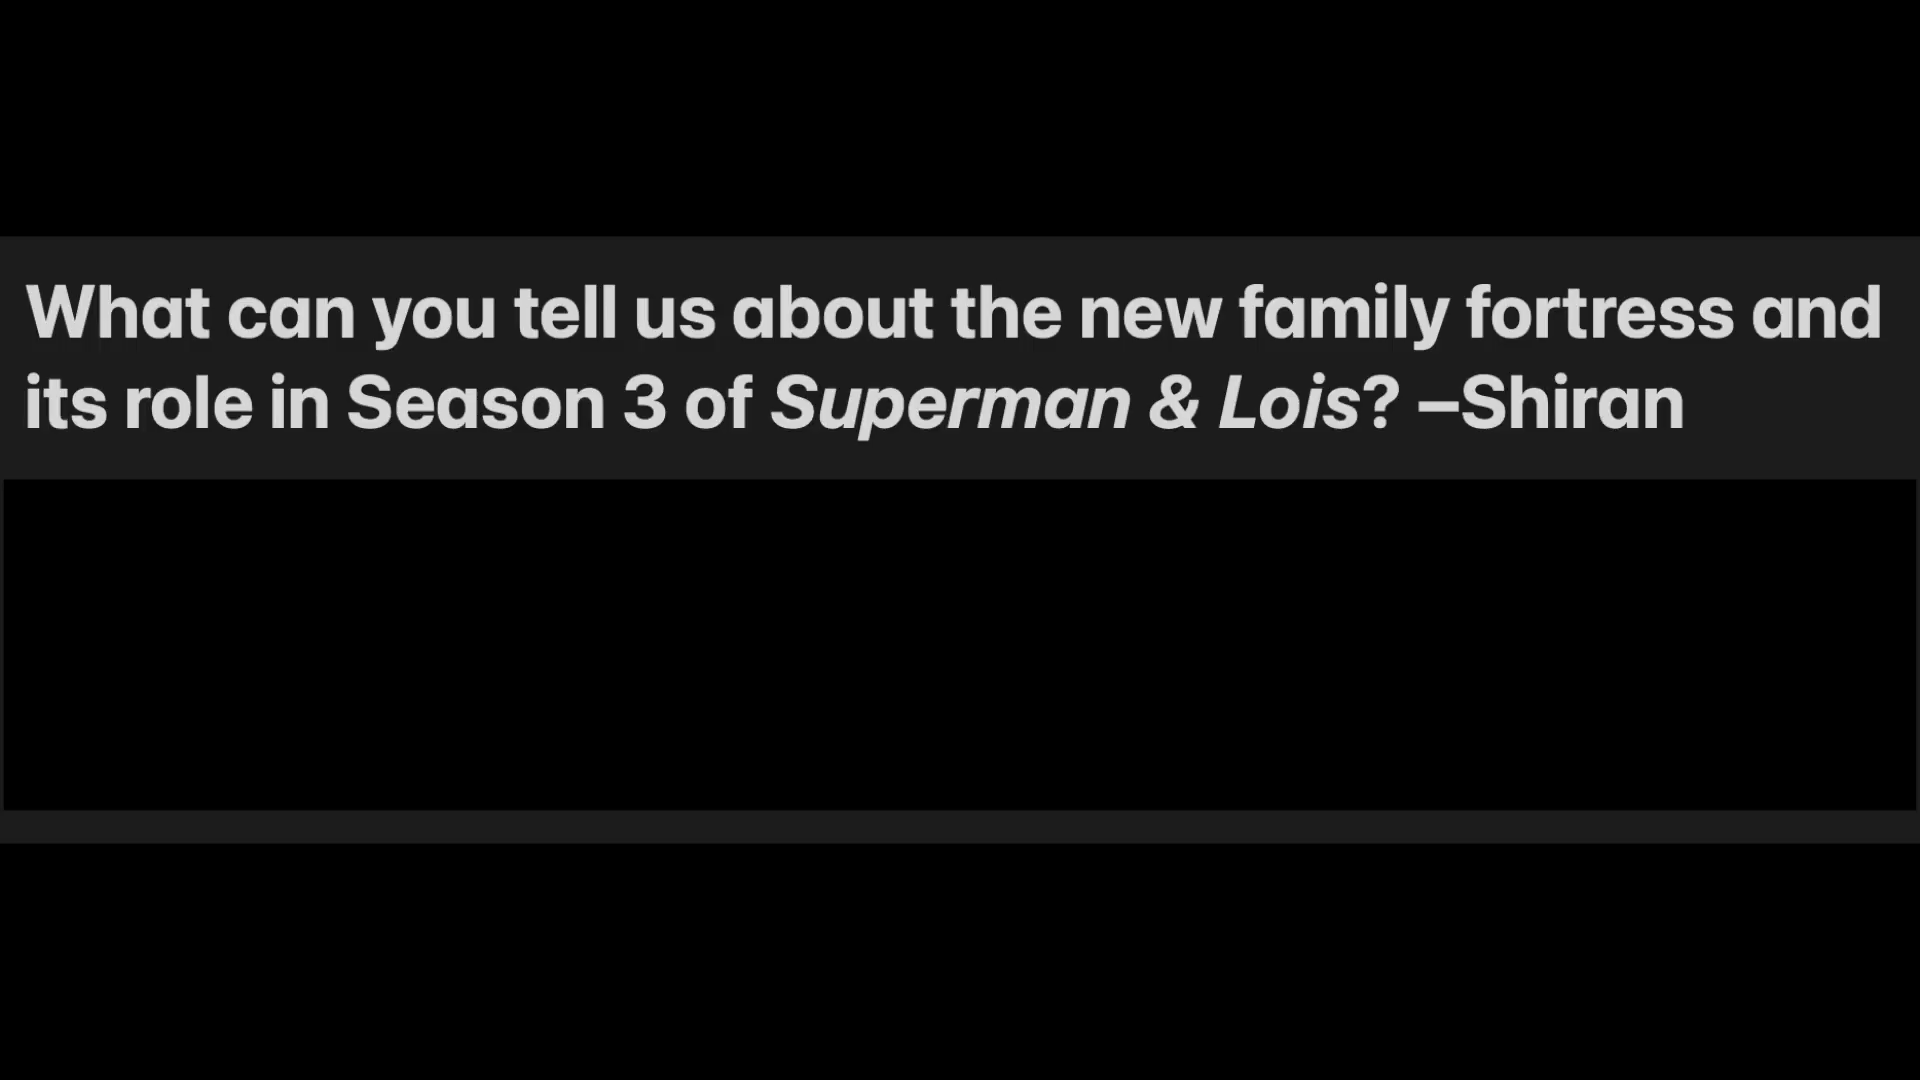 What can you tell us about the new family fortress and
its role in Season 3 of Superman & Lois? –Shiran